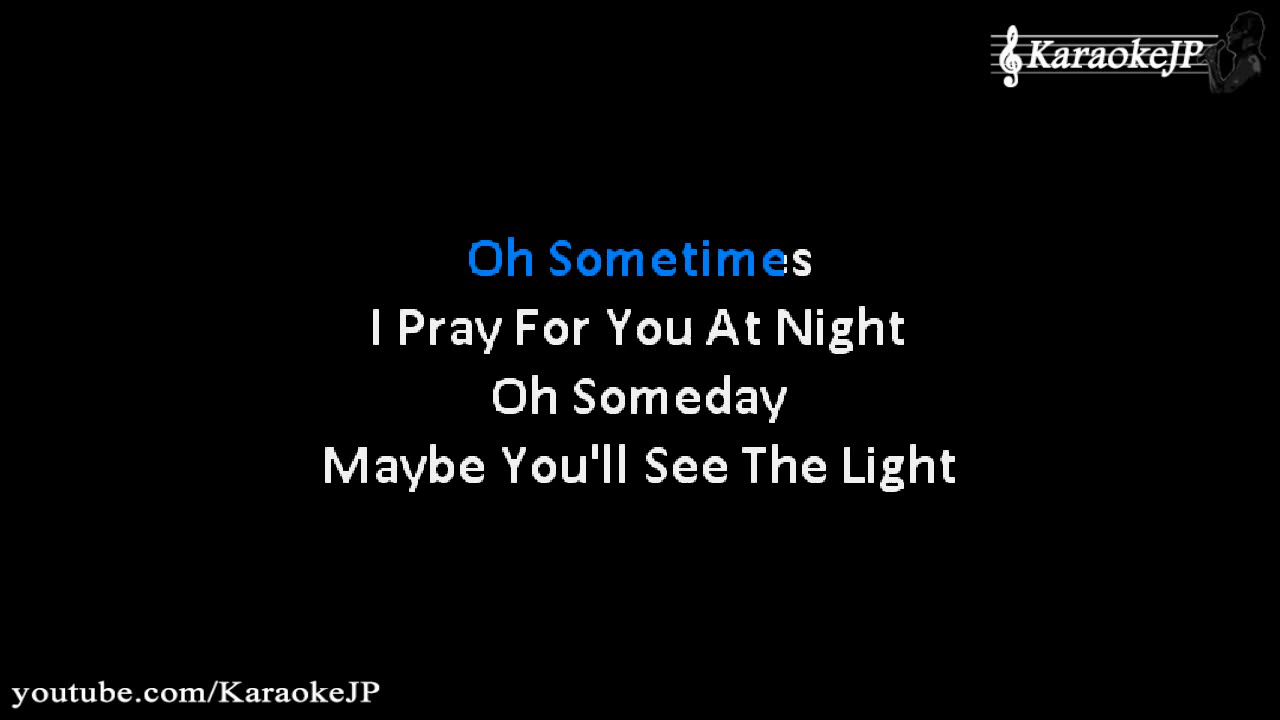 KaraokeJP
Oh Sometimes
I Pray For You At Night
Oh Someday
Maybe You'll See The Light
youtube.com/KaraokeJP